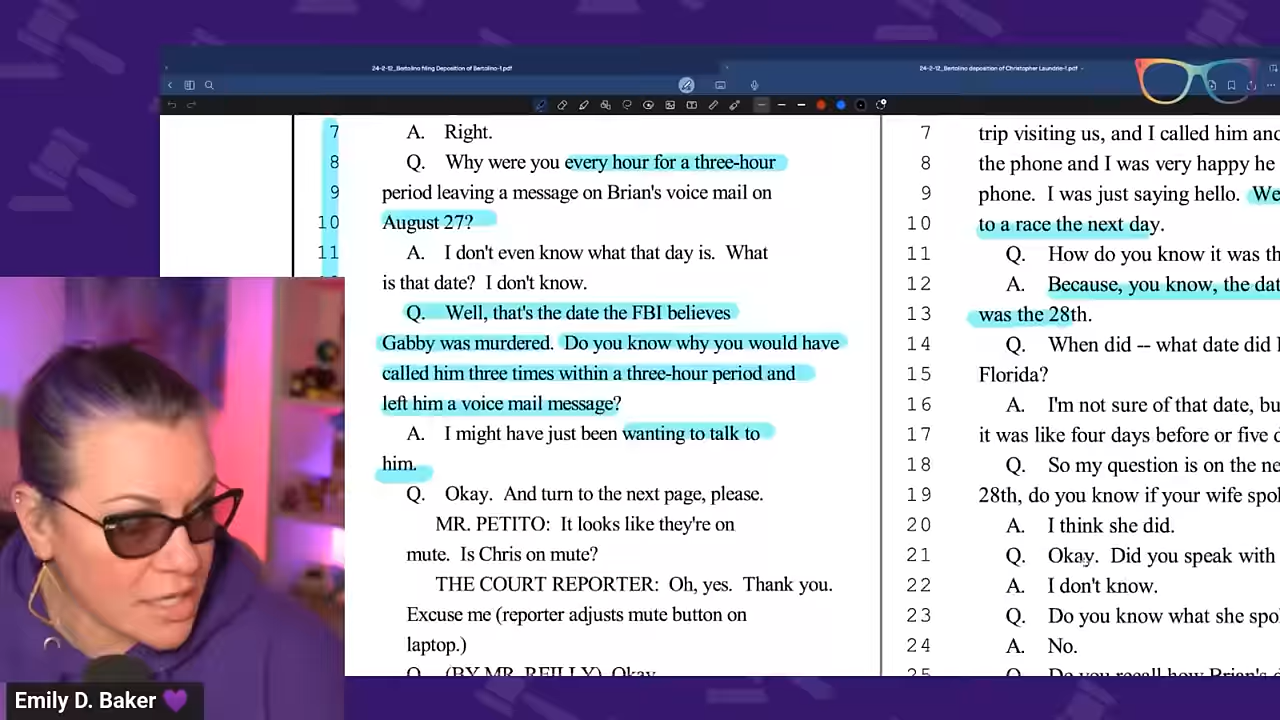 24-2-12_Bertolino filing Deposition of Bertolino-1.pdf
24-2-12_Bertolino deposition of Christopher Laundrie-1.pdf
7 A. Right.
8 Q. Why were you every hour for a three-hour
9 period leaving a message on Brian's voice mail on
10 August 27?
11 A. I don't even know what that day is. What
is that date? I don't know.
Q. Well, that's the date the FBI believes
Gabby was murdered. Do you know why you would have
called him three times within a three-hour period and
left him a voice mail message?
A. I might have just been wanting to talk to
him.
Q. Okay. And turn to the next page, please.
MR. PETITO: It looks like they're on
mute. Is Chris on mute?
THE COURT REPORTER: Oh, yes. Thank you.
Excuse me (reporter adjusts mute button on
laptop.)
Q. (BY MR. REILLY) Okay.
7 trip visiting us, and I called him and
8 the phone and I was very happy he
9 phone. I was just saying hello. We
10 to a race the next day.
11 Q. How do you know it was th
12 A. Because, you know, the dat
13 was the 28th.
14 Q. When did -- what date did I
15 Florida?
16 A. I'm not sure of that date, bu
17 it was like four days before or five d
18 Q. So my question is on the ne
19 28th, do you know if your wife spol
20 A. I think she did.
21 Q. Okay. Did you speak with
22 A. I don't know.
23 Q. Do you know what she spol
24 A. No.
25 Q. Do you recall how Brian's d
Emily D. Baker 💜